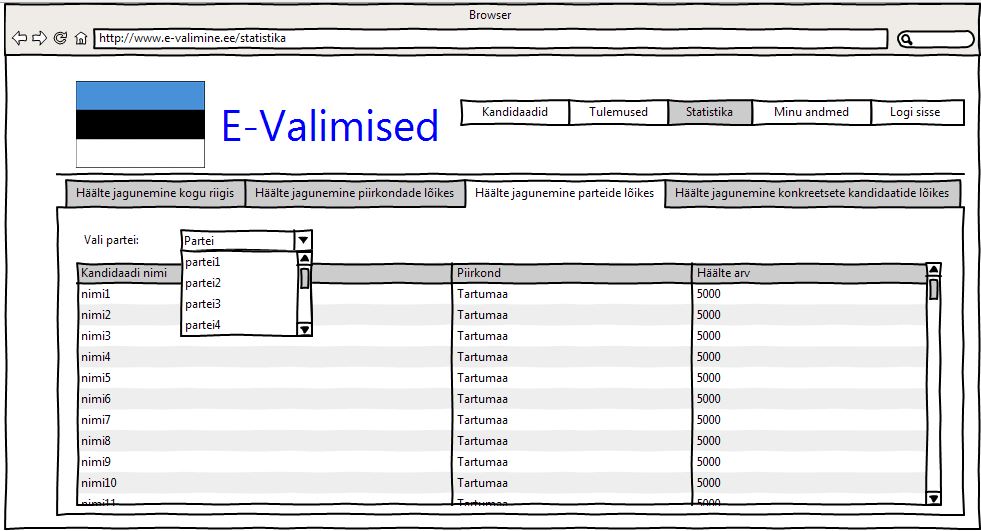 Browser
http://www.e-valimine.ee/statistika
E-Valimised
Kandidaadid Tulemused Statistika Minu andmed Logi sisse
Häälte jagunemine kogu riigis Häälte jagunemine piirkondade lõikes Häälte jagunemine parteide lõikes Häälte jagunemine konkreetsete kandidaatide lõikes
Vali partei: Partei
partei1
partei2
partei3
partei4
Kandidaadi nimi Piirkond Häälte arv
nimi1 Tartumaa 5000
nimi2 Tartumaa 5000
nimi3 Tartumaa 5000
nimi4 Tartumaa 5000
nimi5 Tartumaa 5000
nimi6 Tartumaa 5000
nimi7 Tartumaa 5000
nimi8 Tartumaa 5000
nimi9 Tartumaa 5000
nimi10 Tartumaa 5000
nimi11 Tartumaa 5000